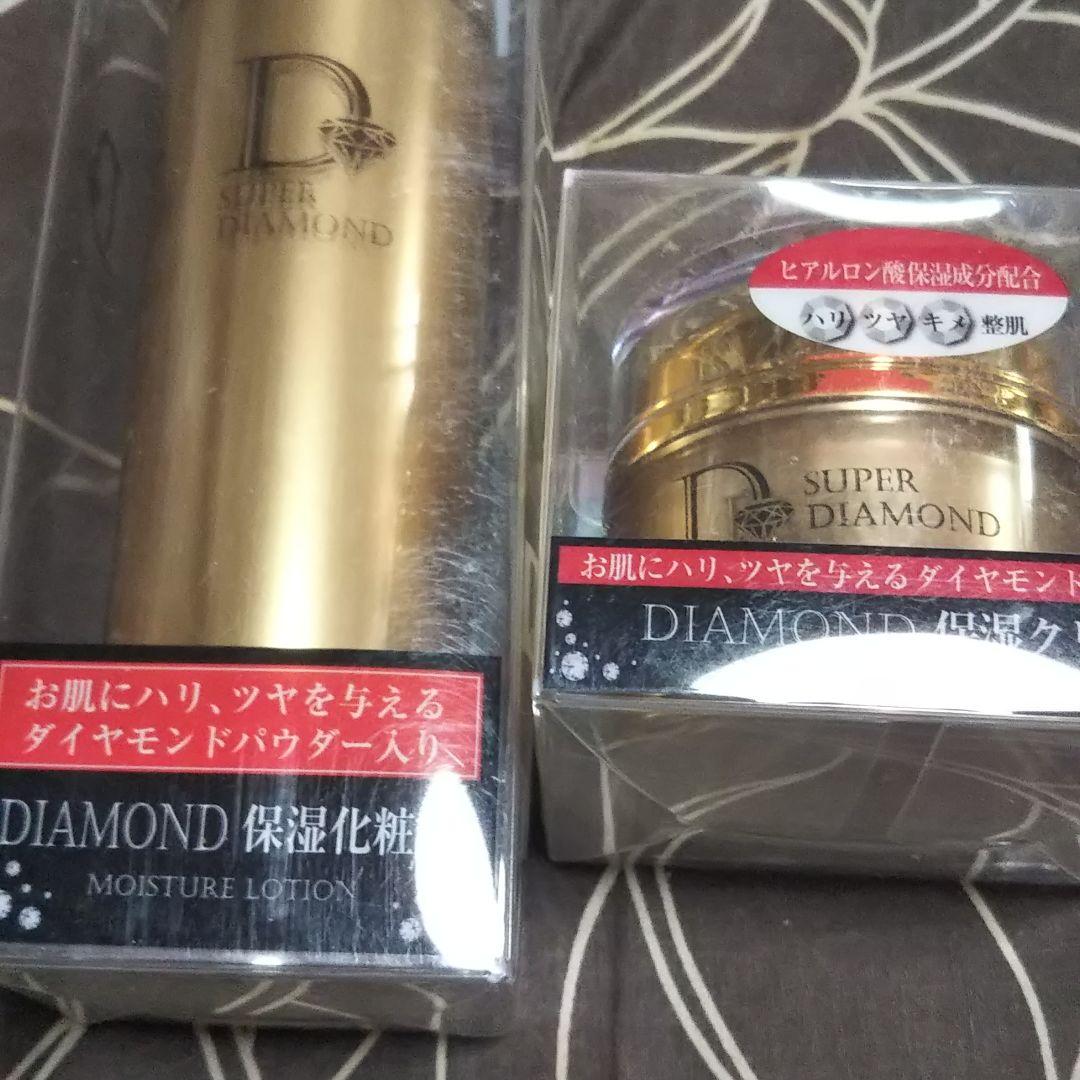 D
SUPER
DIAMOND
お肌にハリ、ツヤを与える
ダイヤモンドパウダー入り
DIAMOND 保湿化粧
MOISTURE LOTION
ヒアルロン酸保湿成分配合
ハリ ツヤ キメ 整肌
D
SUPER
DIAMOND
お肌にハリ、ツヤを与えるダイヤモンド
DIAMOND 保湿ク